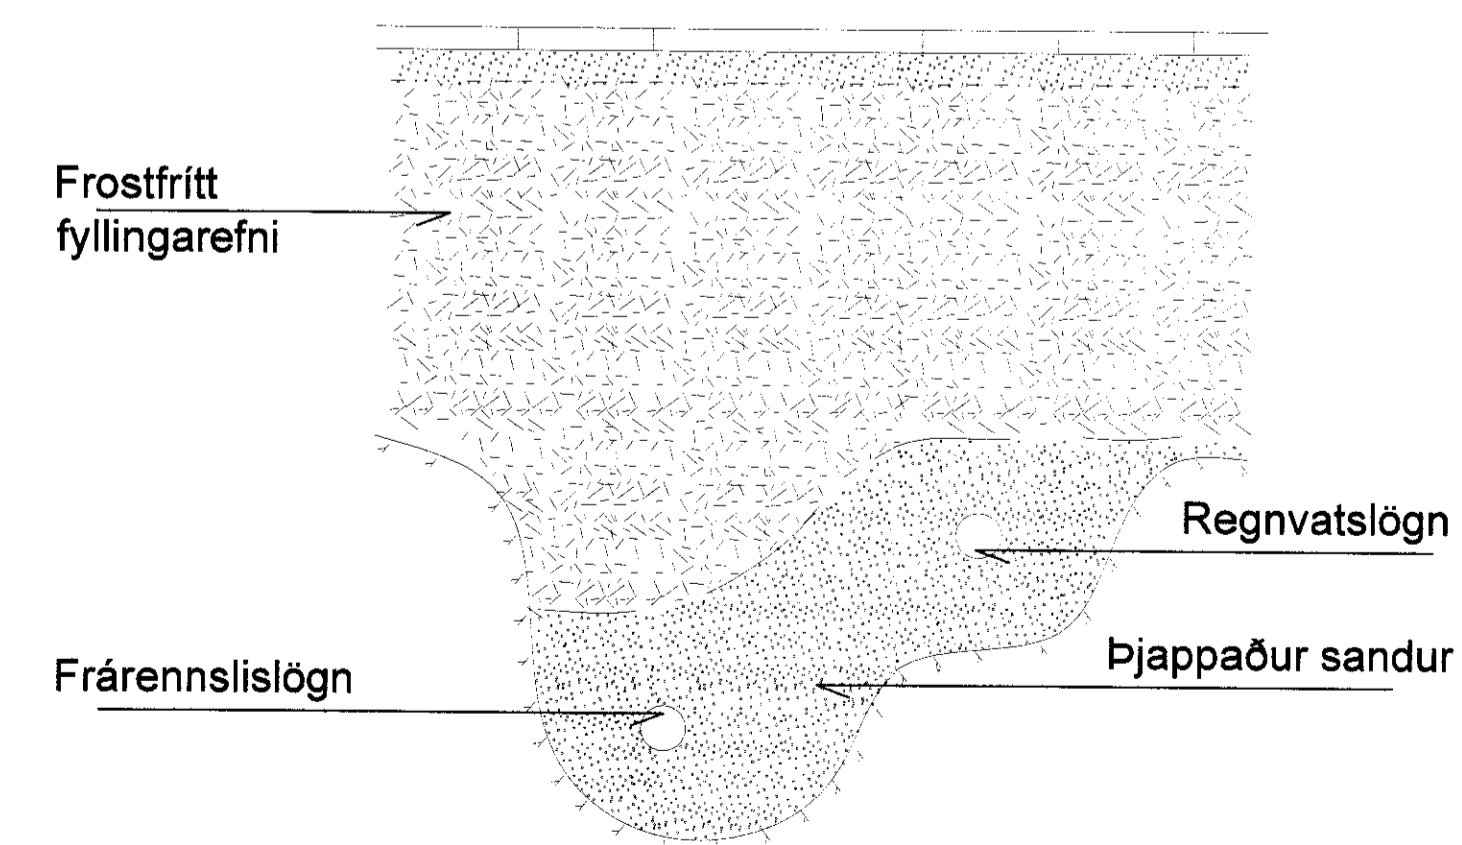 Frostfrítt
fyllingarefni
Regnvatslögn
Þjappaður sandur
Frárennslislögn